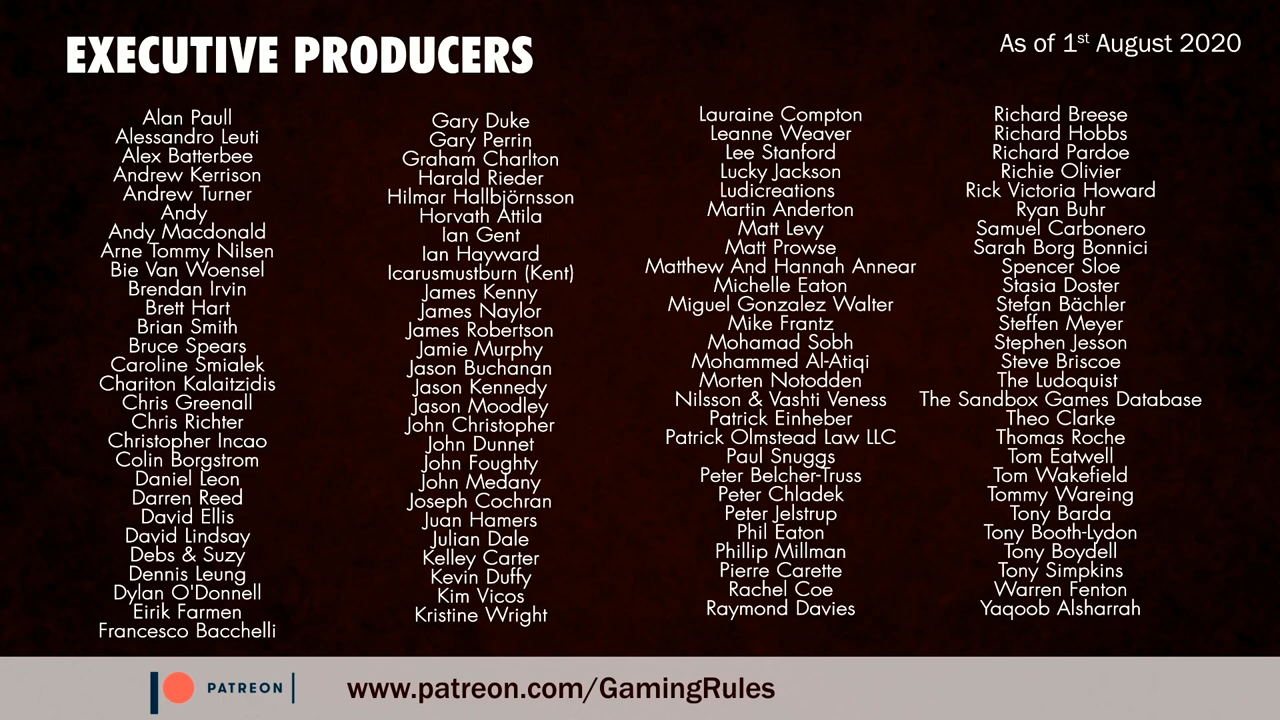 EXECUTIVE PRODUCERS
As of 1st August 2020
Alan Paull
Alessandro Leuti
Alex Batterbee
Andrew Kerrison
Andrew Turner
Andy
Andy Macdonald
Arne Tommy Nilsen
Bie Van Woensel
Brendan Irvin
Brett Hart
Brian Smith
Bruce Spears
Caroline Smialek
Chariton Kalaitzidis
Chris Greenall
Chris Richter
Christopher Incao
Colin Borgstrom
Daniel Leon
Darren Reed
David Ellis
David Lindsay
Debs & Suzy
Dennis Leung
Dylan O'Donnell
Eirik Farmen
Francesco Bacchelli
Gary Duke
Gary Perrin
Graham Charlton
Harald Rieder
Hilmar Hallbjörnsson
Horvath Attila
Ian Gent
Ian Hayward
Icarusmustburn (Kent)
James Kenny
James Naylor
James Robertson
Jamie Murphy
Jason Buchanan
Jason Kennedy
Jason Moodley
John Christopher
John Dunnet
John Foughty
John Medany
Joseph Cochran
Juan Hamers
Julian Dale
Kelley Carter
Kevin Duffy
Kim Vicos
Kristine Wright
Lauraine Compton
Leanne Weaver
Lee Stanford
Lucky Jackson
Ludicreations
Martin Anderton
Matt Levy
Matt Prowse
Matthew And Hannah Annear
Michelle Eaton
Miguel Gonzalez Walter
Mike Frantz
Mohamad Sobh
Mohammed Al-Atiqi
Morten Notodden
Nilsson & Vashti Veness
Patrick Einheber
Patrick Olmstead Law LLC
Paul Snuggs
Peter Belcher-Truss
Peter Chladek
Peter Jelstrup
Phil Eaton
Phillip Millman
Pierre Carette
Rachel Coe
Raymond Davies
Richard Breese
Richard Hobbs
Richard Pardoe
Richie Olivier
Rick Victoria Howard
Ryan Buhr
Samuel Carbonero
Sarah Borg Bonnici
Spencer Sloe
Stasia Doster
Stefan Bächler
Steffen Meyer
Stephen Jesson
Steve Briscoe
The Ludoquist
The Sandbox Games Database
Theo Clarke
Thomas Roche
Tom Eatwell
Tom Wakefield
Tommy Wareing
Tony Barda
Tony Booth-Lydon
Tony Boydell
Tony Simpkins
Warren Fenton
Yaqoob Alsharrah
PATREON
www.patreon.com/GamingRules